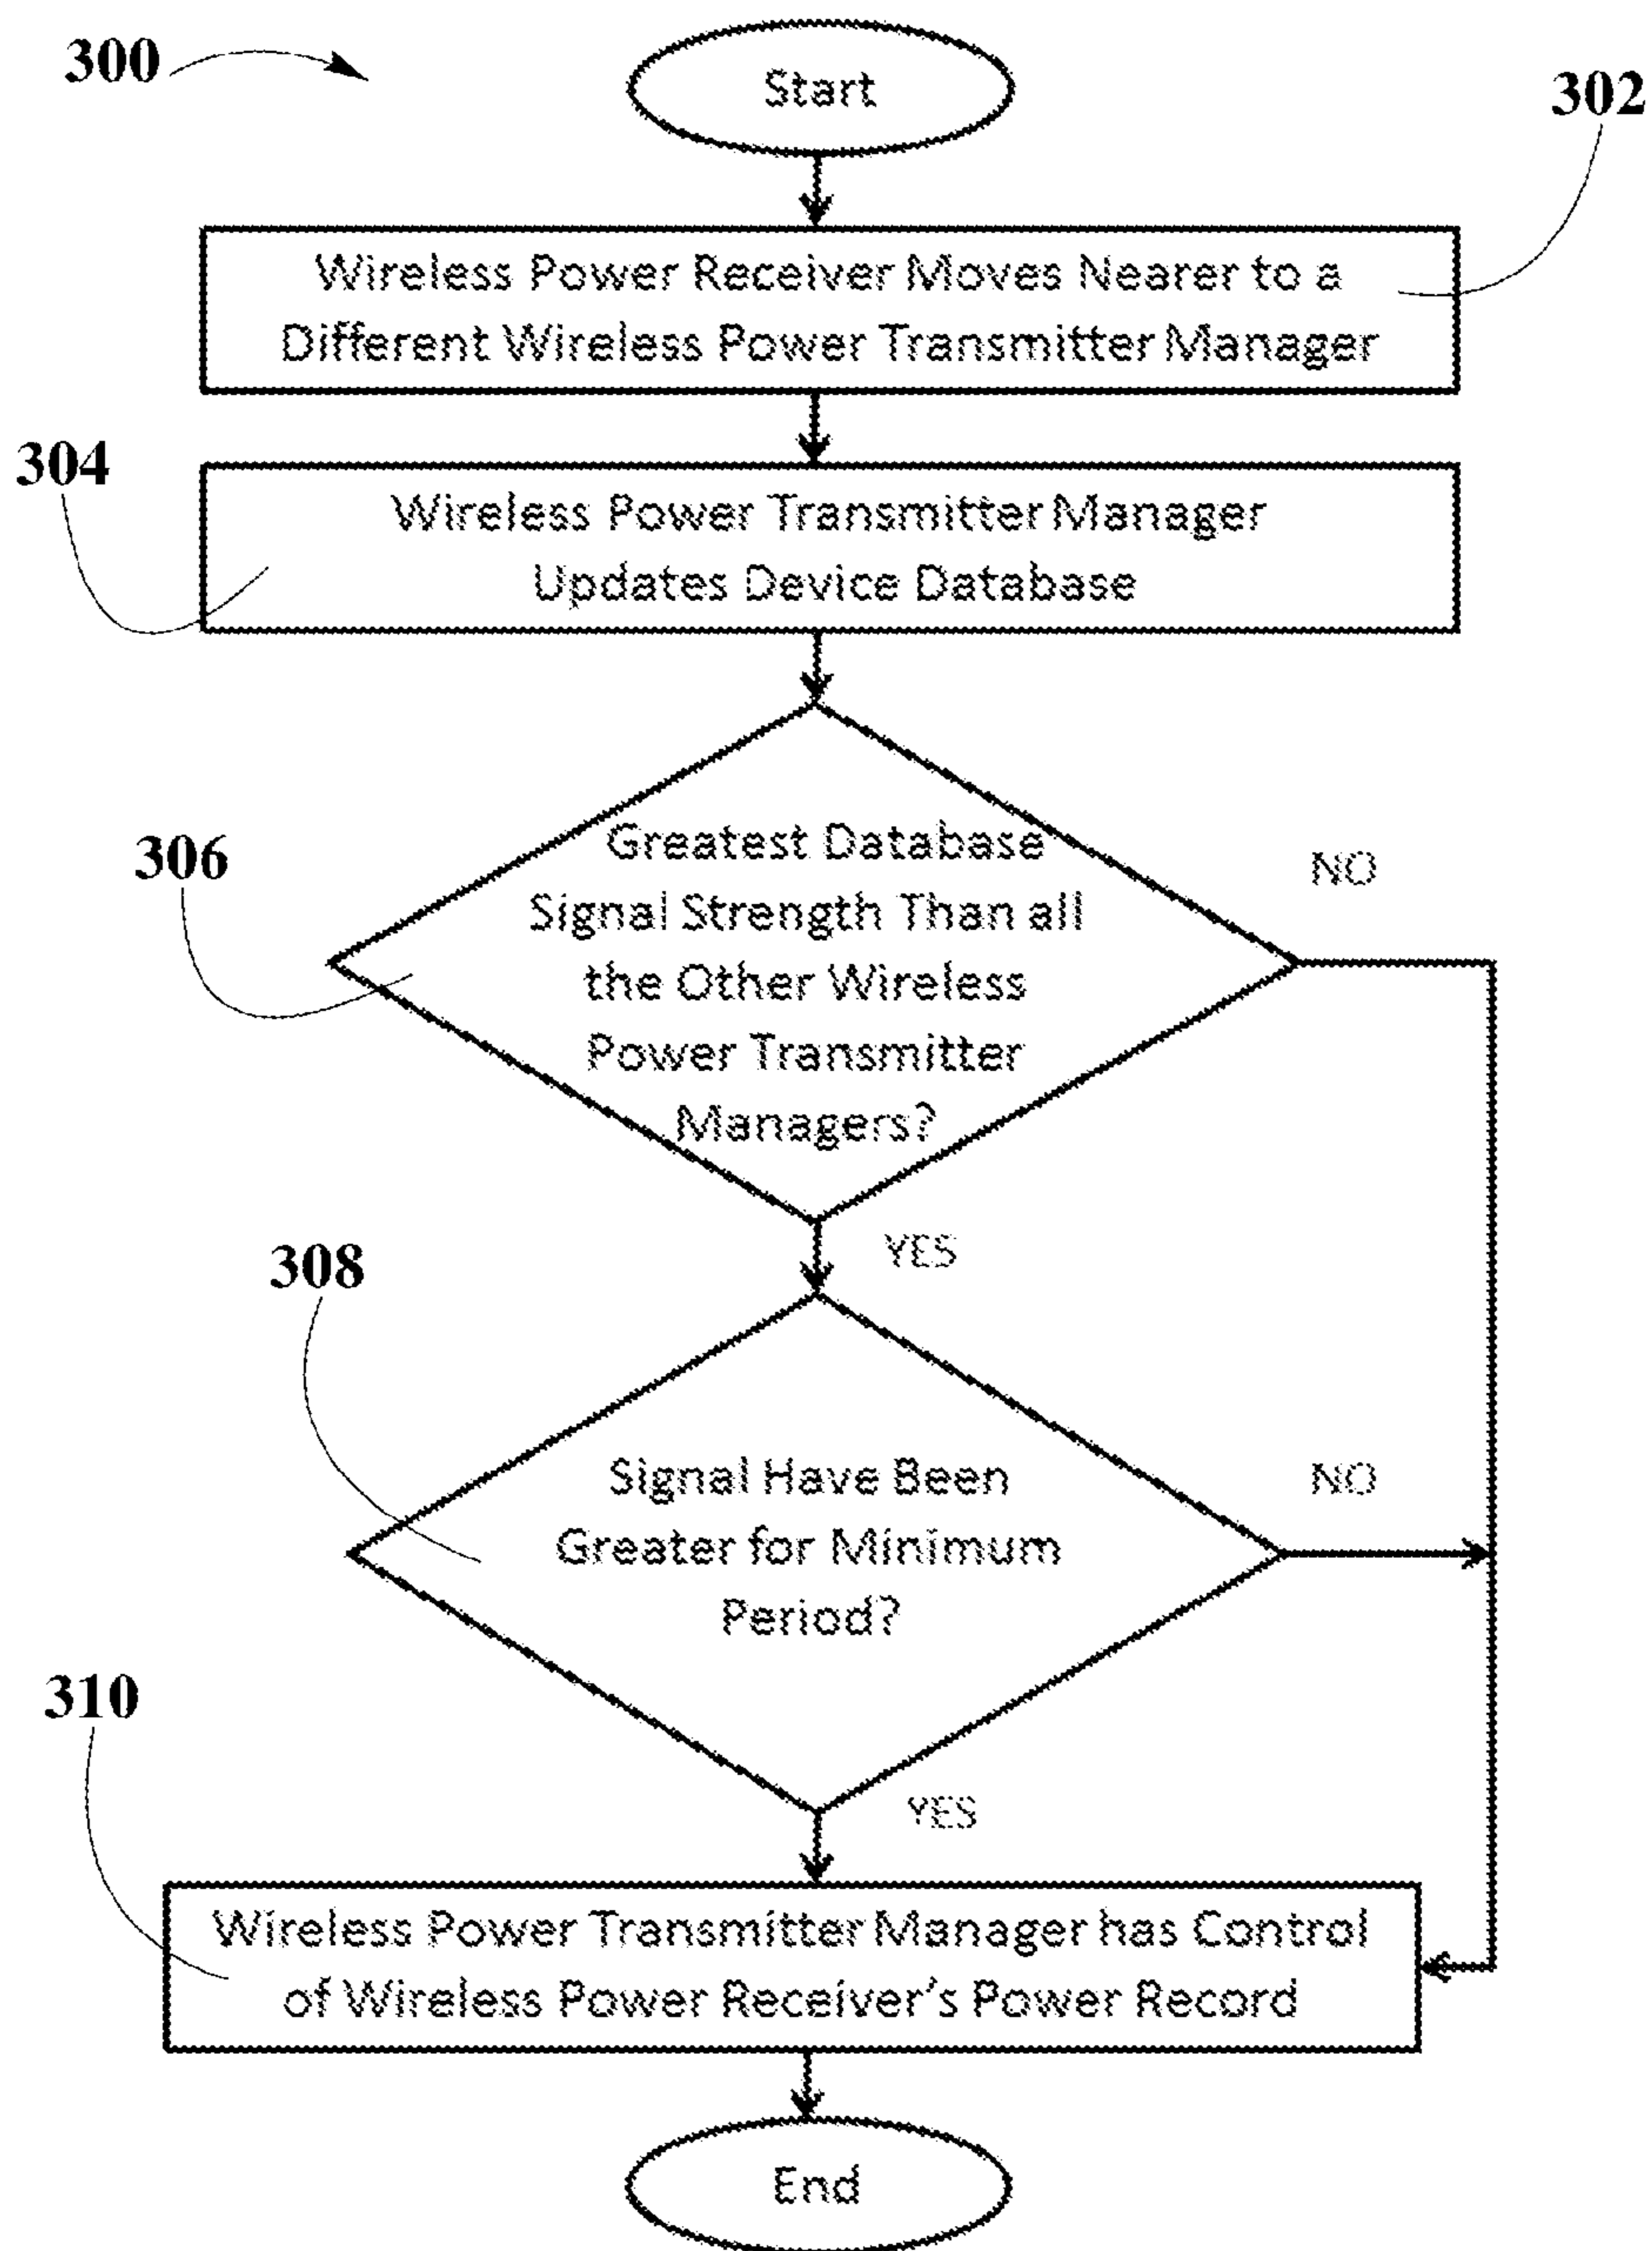 300
Start
302
Wireless Power Receiver Moves Nearer to a
Different Wireless Power Transmitter Manager
304
Wireless Power Transmitter Manager
Updates Device Database
306
Greatest Database
Signal Strength Than all
the Other Wireless
Power Transmitter
Managers?
NO
YES
308
Signal Have Been
Greater for Minimum
Period?
NO
YES
310
Wireless Power Transmitter Manager has Control
of Wireless Power Receiver's Power Record
End